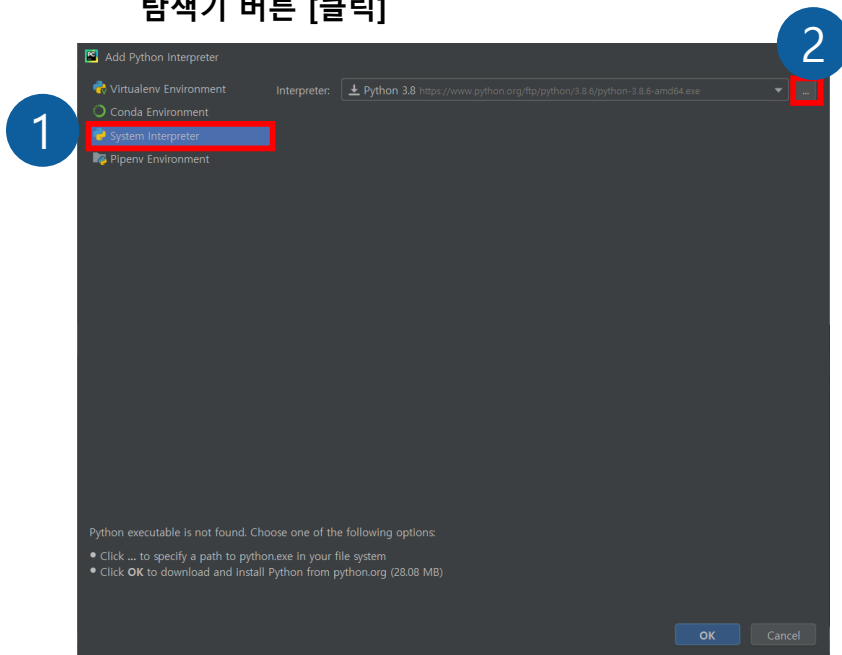 탐색기 버튼 [클릭]
2
Add Python Interpreter
Virtualenv Environment
Interpreter: Python 3.8 https://www.python.org/ftp/python/3.8.6/python-3.8.6-amd64.exe ...
Conda Environment
1
System Interpreter
Pipenv Environment
Python executable is not found. Choose one of the following options:
• Click ... to specify a path to python.exe in your file system
• Click OK to download and install Python from python.org (28.08 MB)
OK Cancel